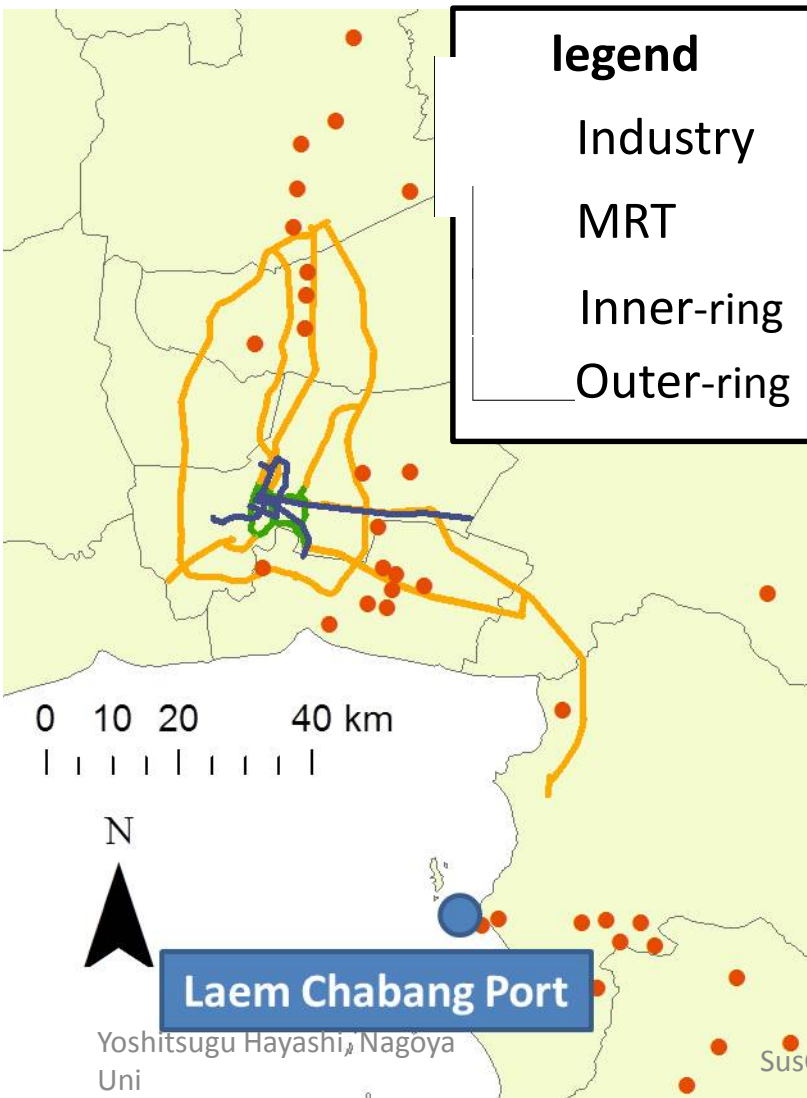 legend
Industry
MRT
Inner-ring
Outer-ring
0 10 20 40 km
N
Laem Chabang Port
Yoshitsugu Hayashi, Nagoya
Uni